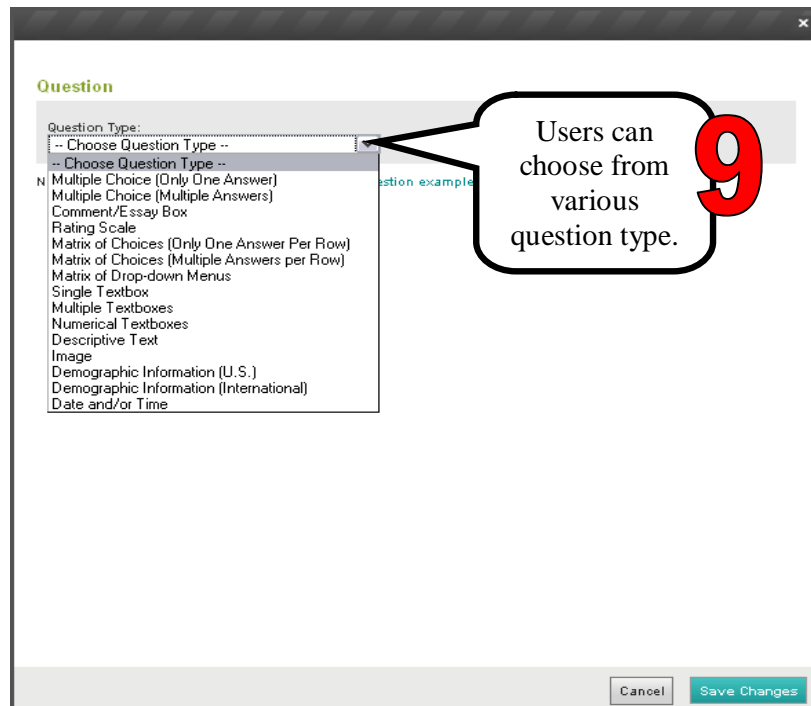 ×
Question
Question Type:
-- Choose Question Type --
-- Choose Question Type --
Multiple Choice (Only One Answer)
Multiple Choice (Multiple Answers)
Comment/Essay Box
Rating Scale
Matrix of Choices (Only One Answer Per Row)
Matrix of Choices (Multiple Answers per Row)
Matrix of Drop-down Menus
Single Textbox
Multiple Textboxes
Numerical Textboxes
Descriptive Text
Image
Demographic Information (U.S.)
Demographic Information (International)
Date and/or Time
Users can
choose from
various
question type.
9
Cancel
Save Changes